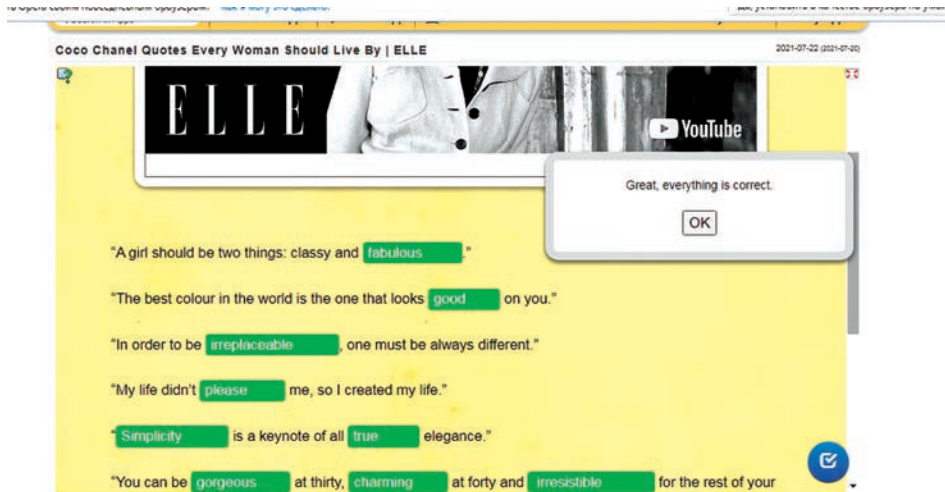 Coco Chanel Quotes Every Woman Should Live By | ELLE
2021-07-22 (2021-07-20)
ELLE
YouTube
Great, everything is correct.
OK
"A girl should be two things: classy and fabulous ."
"The best colour in the world is the one that looks good on you."
"In order to be irreplaceable , one must be always different."
"My life didn't please me, so I created my life."
"Simplicity is a keynote of all true elegance."
"You can be gorgeous at thirty, charming at forty and irresistible for the rest of your